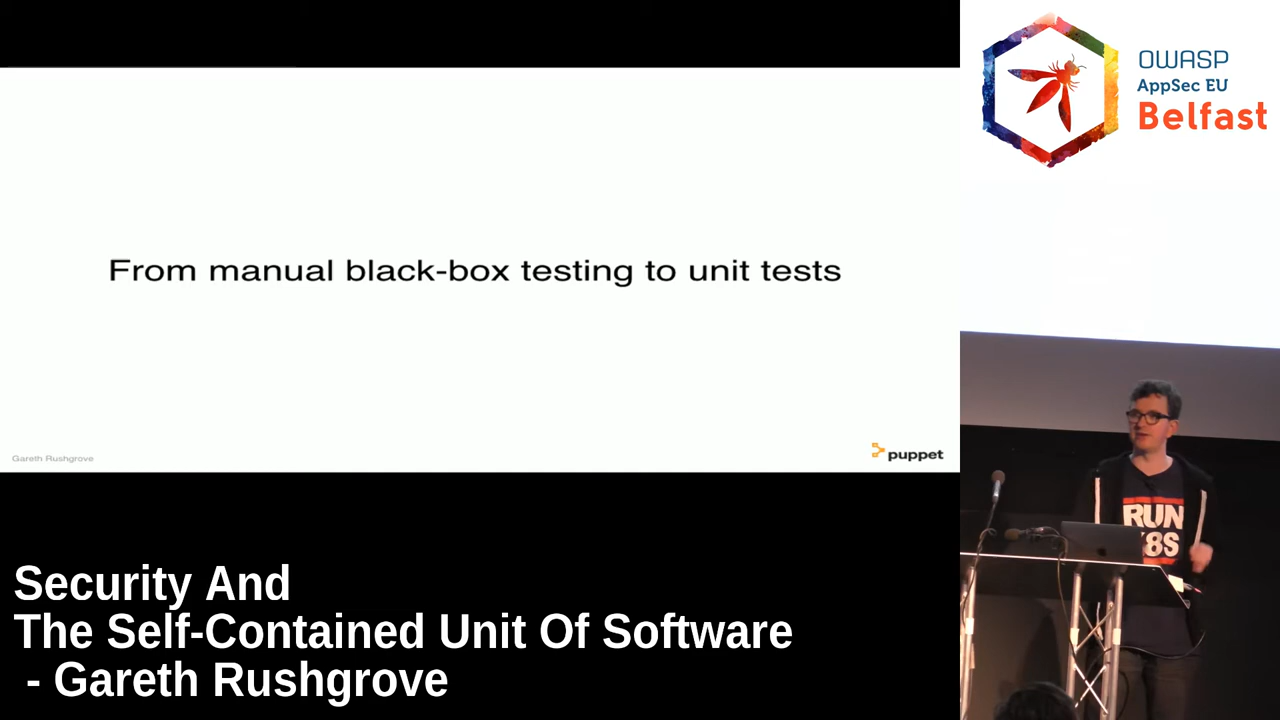 From manual black-box testing to unit tests
Gareth Rushgrove
puppet
OWASP
AppSec EU
Belfast
RUN
K8S
Security And
The Self-Contained Unit Of Software
- Gareth Rushgrove